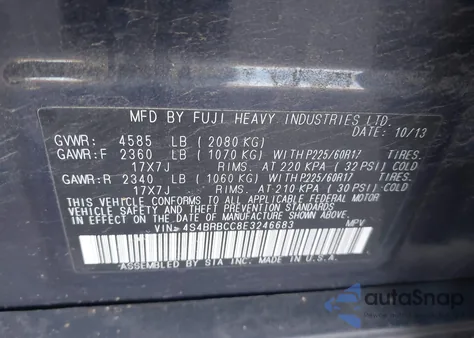 MFD BY FUJI HEAVY INDUSTRIES LTD.
DATE: 10/13
GVWR: 4585 LB (2080 KG)
GAWR:F 2360 LB (1070 KG) WITH P225/60R17 TIRES.
17X7J RIMS. AT 220 KPA (32 PSI) COLD
GAWR:R 2340 LB (1060 KG) WITH P225/60R17 TIRES.
17X7J RIMS. AT 210 KPA (30 PSI) COLD
THIS VEHICLE CONFORMS TO ALL APPLICABLE FEDERAL MOTOR
VEHICLE SAFETY, BUMPER, AND THEFT PREVENTION STANDARDS
IN EFFECT ON THE DATE OF MANUFACTURE SHOWN ABOVE.
VIN: 4S4BRBCC8E3246683 MPV
ASSEMBLED BY SIA INC. MADE IN U.S.A.
autaSnap